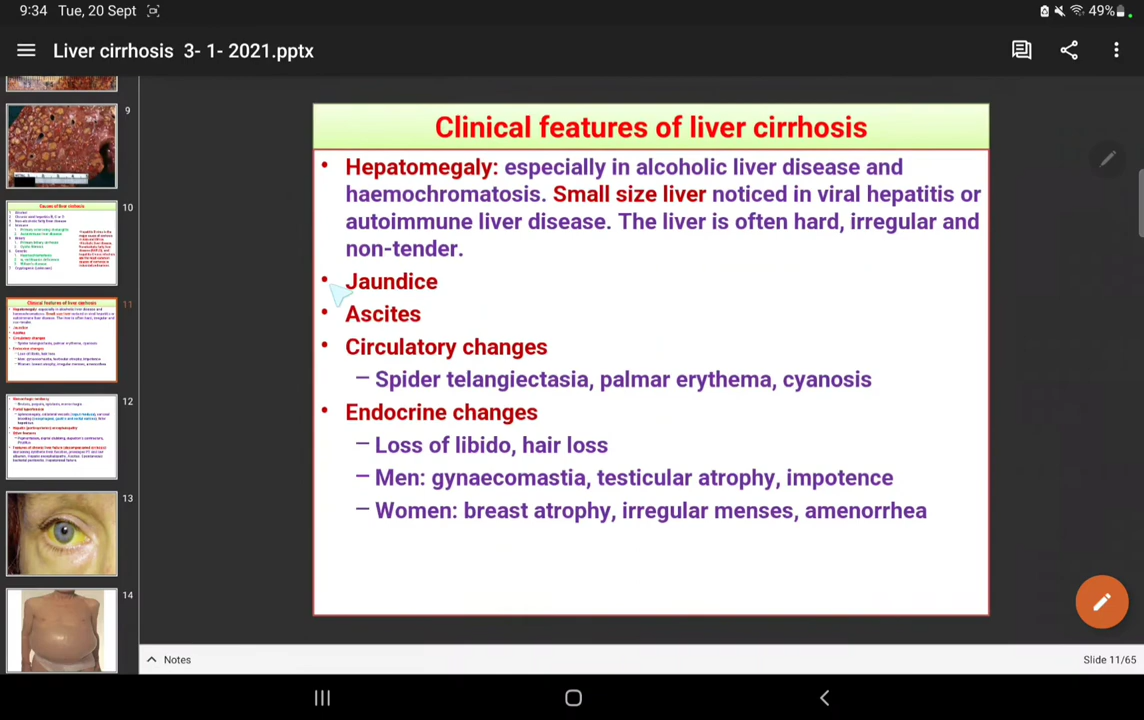 9:34 Tue, 20 Sept
49%
Liver cirrhosis 3- 1- 2021.pptx
9
10
11
12
13
14
Clinical features of liver cirrhosis
• Hepatomegaly: especially in alcoholic liver disease and
haemochromatosis. Small size liver noticed in viral hepatitis or
autoimmune liver disease. The liver is often hard, irregular and
non-tender.
• Jaundice
• Ascites
• Circulatory changes
– Spider telangiectasia, palmar erythema, cyanosis
• Endocrine changes
– Loss of libido, hair loss
– Men: gynaecomastia, testicular atrophy, impotence
– Women: breast atrophy, irregular menses, amenorrhea
Notes
Slide 11/65